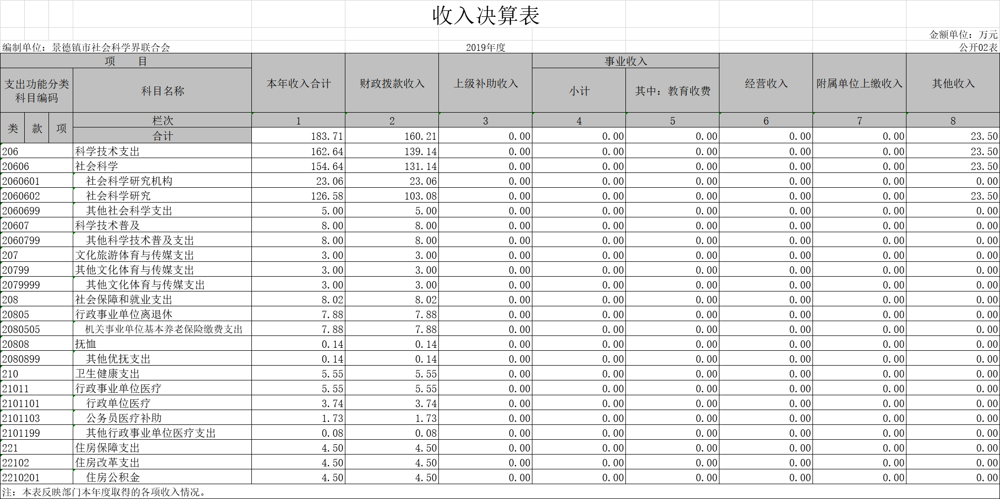 收入决算表
金额单位：万元
编制单位：景德镇市社会科学界联合会 2019年度 公开02表
项 目 本年收入合计 财政拨款收入 上级补助收入 事业收入 经营收入 附属单位上缴收入 其他收入
支出功能分类科目编码 科目名称 小计 其中：教育收费
类 款 项 栏次 1 2 3 4 5 6 7 8
合计 183.71 160.21 0.00 0.00 0.00 0.00 0.00 23.50
206 科学技术支出 162.64 139.14 0.00 0.00 0.00 0.00 0.00 23.50
20606 社会科学 154.64 131.14 0.00 0.00 0.00 0.00 0.00 23.50
2060601 社会科学研究机构 23.06 23.06 0.00 0.00 0.00 0.00 0.00 0.00
2060602 社会科学研究 126.58 103.08 0.00 0.00 0.00 0.00 0.00 23.50
2060699 其他社会科学支出 5.00 5.00 0.00 0.00 0.00 0.00 0.00 0.00
20607 科学技术普及 8.00 8.00 0.00 0.00 0.00 0.00 0.00 0.00
2060799 其他科学技术普及支出 8.00 8.00 0.00 0.00 0.00 0.00 0.00 0.00
207 文化旅游体育与传媒支出 3.00 3.00 0.00 0.00 0.00 0.00 0.00 0.00
20799 其他文化体育与传媒支出 3.00 3.00 0.00 0.00 0.00 0.00 0.00 0.00
2079999 其他文化体育与传媒支出 3.00 3.00 0.00 0.00 0.00 0.00 0.00 0.00
208 社会保障和就业支出 8.02 8.02 0.00 0.00 0.00 0.00 0.00 0.00
20805 行政事业单位离退休 7.88 7.88 0.00 0.00 0.00 0.00 0.00 0.00
2080505 机关事业单位基本养老保险缴费支出 7.88 7.88 0.00 0.00 0.00 0.00 0.00 0.00
20808 抚恤 0.14 0.14 0.00 0.00 0.00 0.00 0.00 0.00
2080899 其他优抚支出 0.14 0.14 0.00 0.00 0.00 0.00 0.00 0.00
210 卫生健康支出 5.55 5.55 0.00 0.00 0.00 0.00 0.00 0.00
21011 行政事业单位医疗 5.55 5.55 0.00 0.00 0.00 0.00 0.00 0.00
2101101 行政单位医疗 3.74 3.74 0.00 0.00 0.00 0.00 0.00 0.00
2101103 公务员医疗补助 1.73 1.73 0.00 0.00 0.00 0.00 0.00 0.00
2101199 其他行政事业单位医疗支出 0.08 0.08 0.00 0.00 0.00 0.00 0.00 0.00
221 住房保障支出 4.50 4.50 0.00 0.00 0.00 0.00 0.00 0.00
22102 住房改革支出 4.50 4.50 0.00 0.00 0.00 0.00 0.00 0.00
2210201 住房公积金 4.50 4.50 0.00 0.00 0.00 0.00 0.00 0.00
注：本表反映部门本年度取得的各项收入情况。